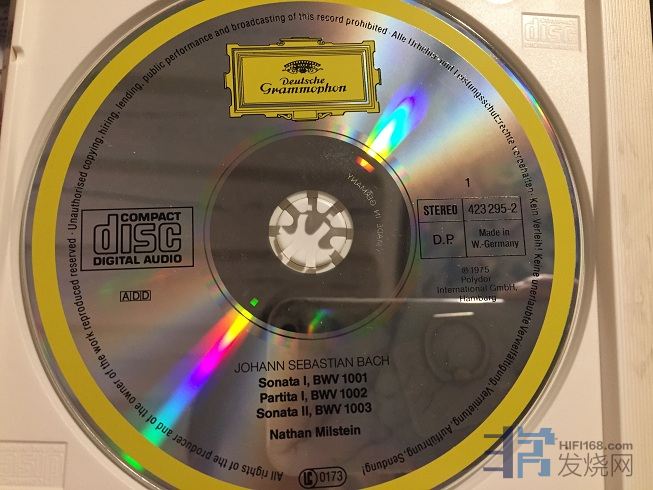 All rights of the producer and of the owner of the work reproduced reserved · Unauthorised copying, hiring, lending, public performance and broadcasting of this record prohibited · Alle Urheber- und Leistungsschutzrechte vorbehalten · Kein Verleih! Keine unerlaubte Vervielfältigung, Vermietung, Aufführung, Sendung!
Deutsche
Grammophon
MADE IN GERMANY
1
COMPACT
disc
DIGITAL AUDIO
STEREO 423 295-2
D.P. Made in
W.-Germany
ADD
℗ 1975
Polydor
International GmbH,
Hamburg
JOHANN SEBASTIAN BACH
Sonata I, BWV 1001
Partita I, BWV 1002
Sonata II, BWV 1003
Nathan Milstein
LC 0173
HIFI168.com
发烧网